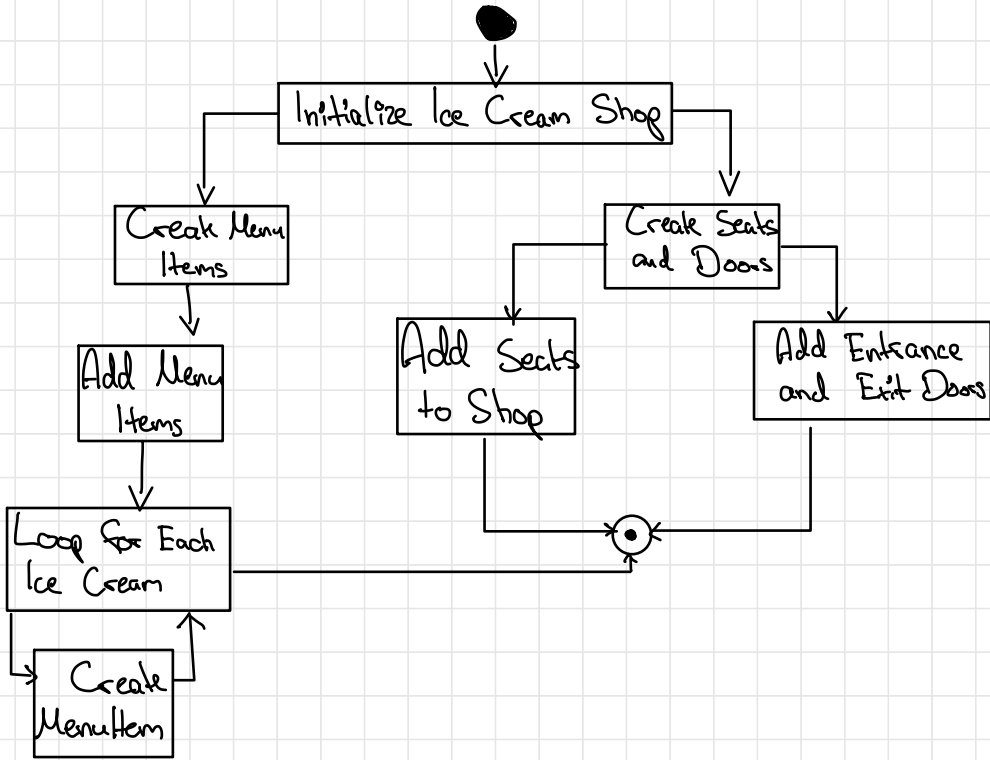 Initialize Ice Cream Shop
Create Menu
Items
Create Seats
and Doors
Add Menu
Items
Add Seats
to Shop
Add Entrance
and Exit Doors
Loop for Each
Ice Cream
Create
MenuItem